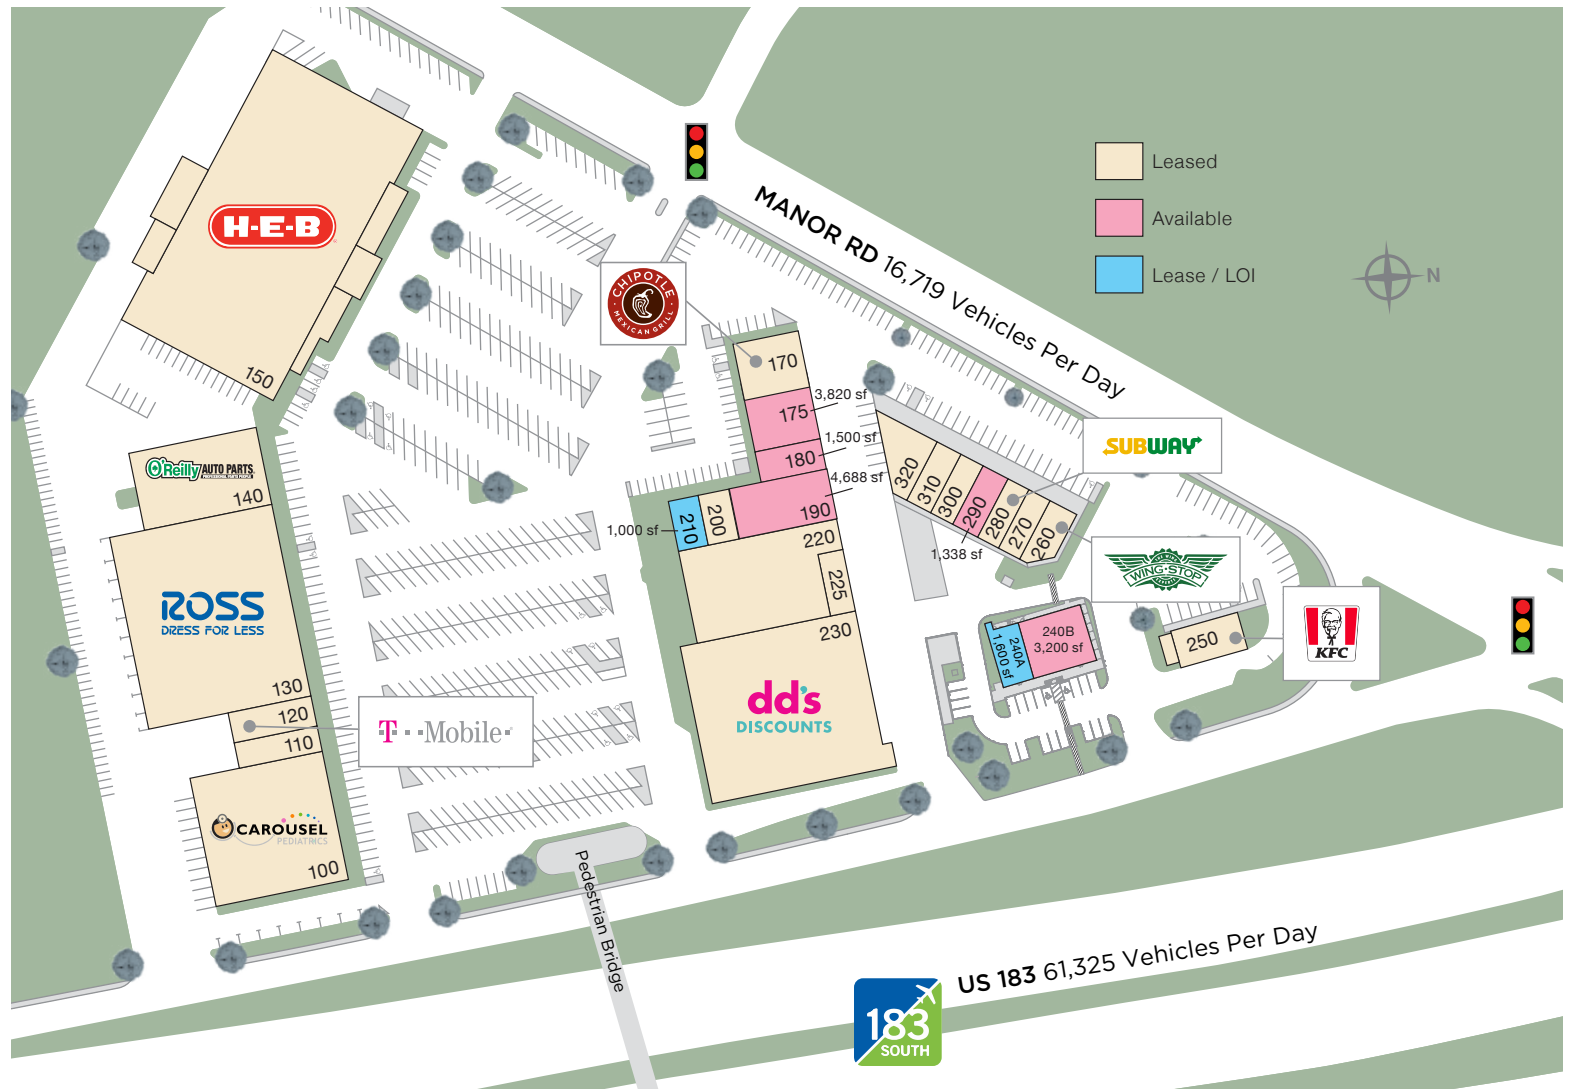 Leased
Available
Lease / LOI
N
MANOR RD 16,719 Vehicles Per Day
H-E-B
150
CHIPOTLE
MEXICAN GRILL
170
175
3,820 sf
180
1,500 sf
190
4,688 sf
200
210
1,000 sf
220
225
230
dd's
DISCOUNTS
320
310
300
290
1,338 sf
280
270
260
SUBWAY
WING·STOP
240A
1,600 sf
240B
3,200 sf
250
KFC
O'Reilly AUTO PARTS
140
ROSS
DRESS FOR LESS
130
120
110
T··Mobile·
CAROUSEL
PEDIATRICS
100
Pedestrian Bridge
183
SOUTH
US 183 61,325 Vehicles Per Day